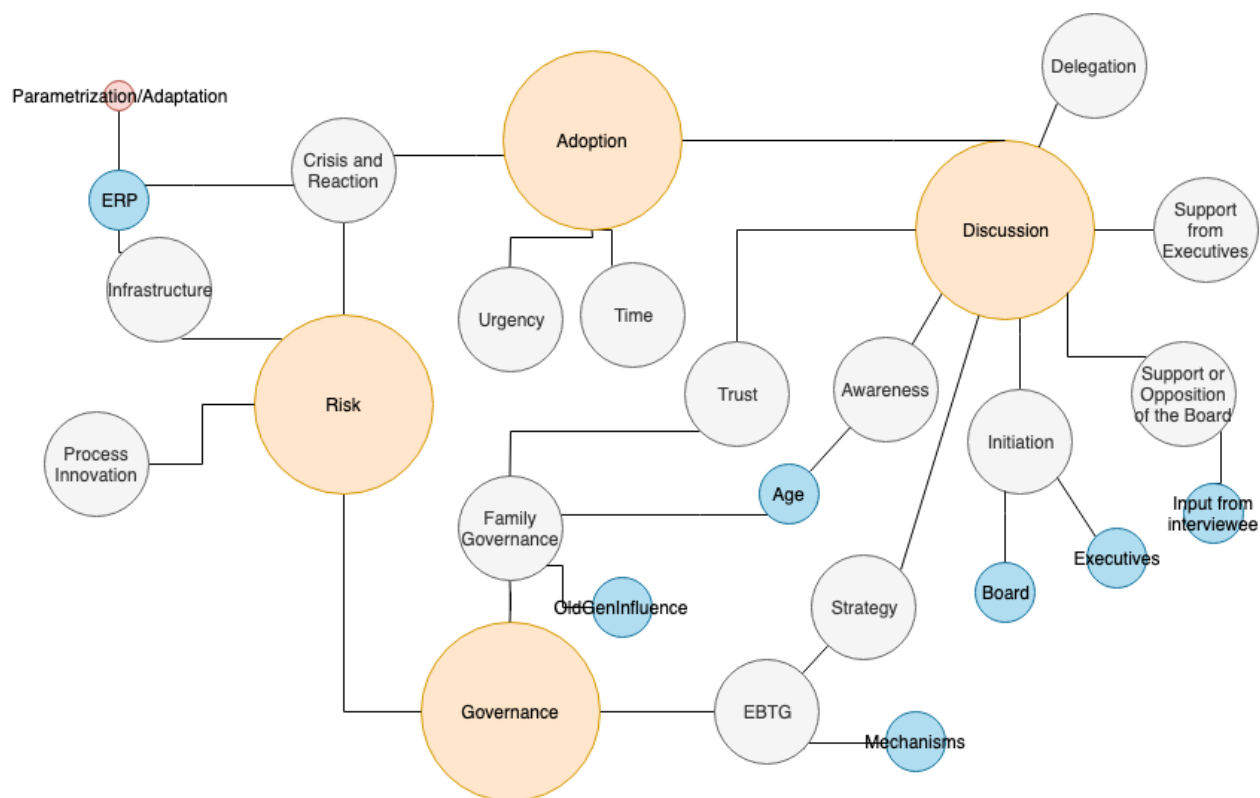 Delegation
Parametrization/Adaptation
Adoption
Crisis and
Reaction
ERP
Support
from
Executives
Discussion
Infrastructure
Urgency
Time
Trust
Awareness
Support or
Opposition
of the Board
Risk
Initiation
Process
Innovation
Age
Input from
interviewee
Family
Governance
Executives
Board
OldGenInfluence
Strategy
Governance
EBTG
Mechanisms